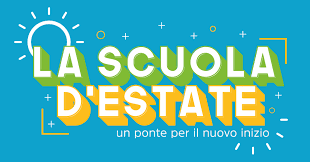 LA SCUOLA
D'ESTATE
un ponte per il nuovo inizio